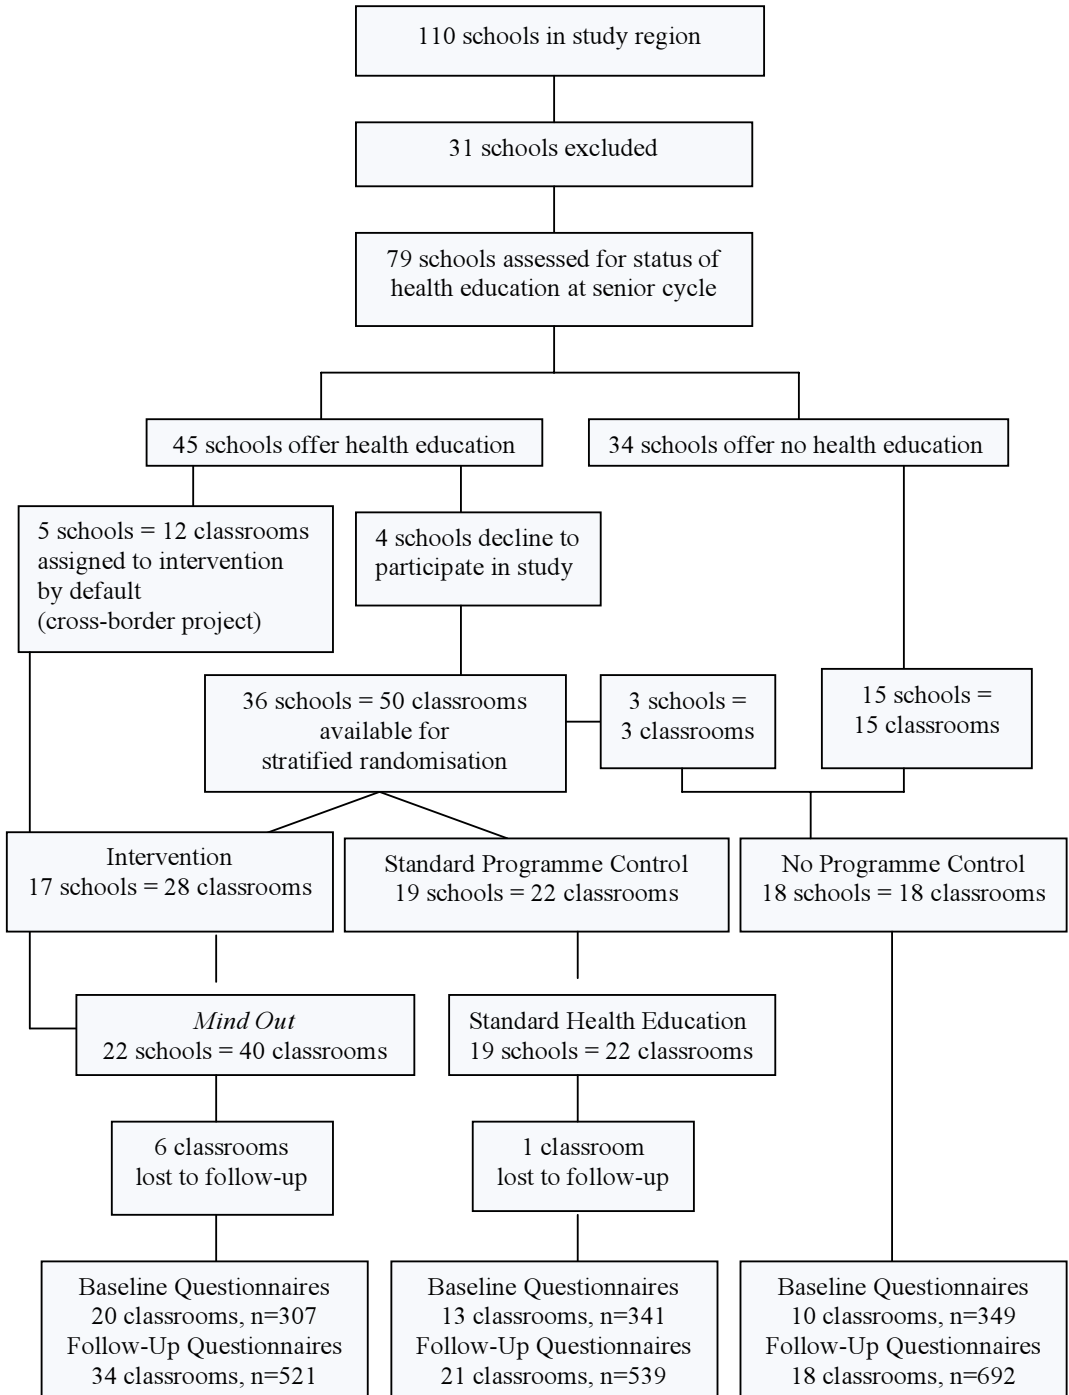 110 schools in study region
31 schools excluded
79 schools assessed for status of
health education at senior cycle
45 schools offer health education
34 schools offer no health education
5 schools = 12 classrooms
assigned to intervention
by default
(cross-border project)
4 schools decline to
participate in study
36 schools = 50 classrooms
available for
stratified randomisation
3 schools =
3 classrooms
15 schools =
15 classrooms
Intervention
17 schools = 28 classrooms
Standard Programme Control
19 schools = 22 classrooms
No Programme Control
18 schools = 18 classrooms
Mind Out
22 schools = 40 classrooms
Standard Health Education
19 schools = 22 classrooms
6 classrooms
lost to follow-up
1 classroom
lost to follow-up
Baseline Questionnaires
20 classrooms, n=307
Follow-Up Questionnaires
34 classrooms, n=521
Baseline Questionnaires
13 classrooms, n=341
Follow-Up Questionnaires
21 classrooms, n=539
Baseline Questionnaires
10 classrooms, n=349
Follow-Up Questionnaires
18 classrooms, n=692